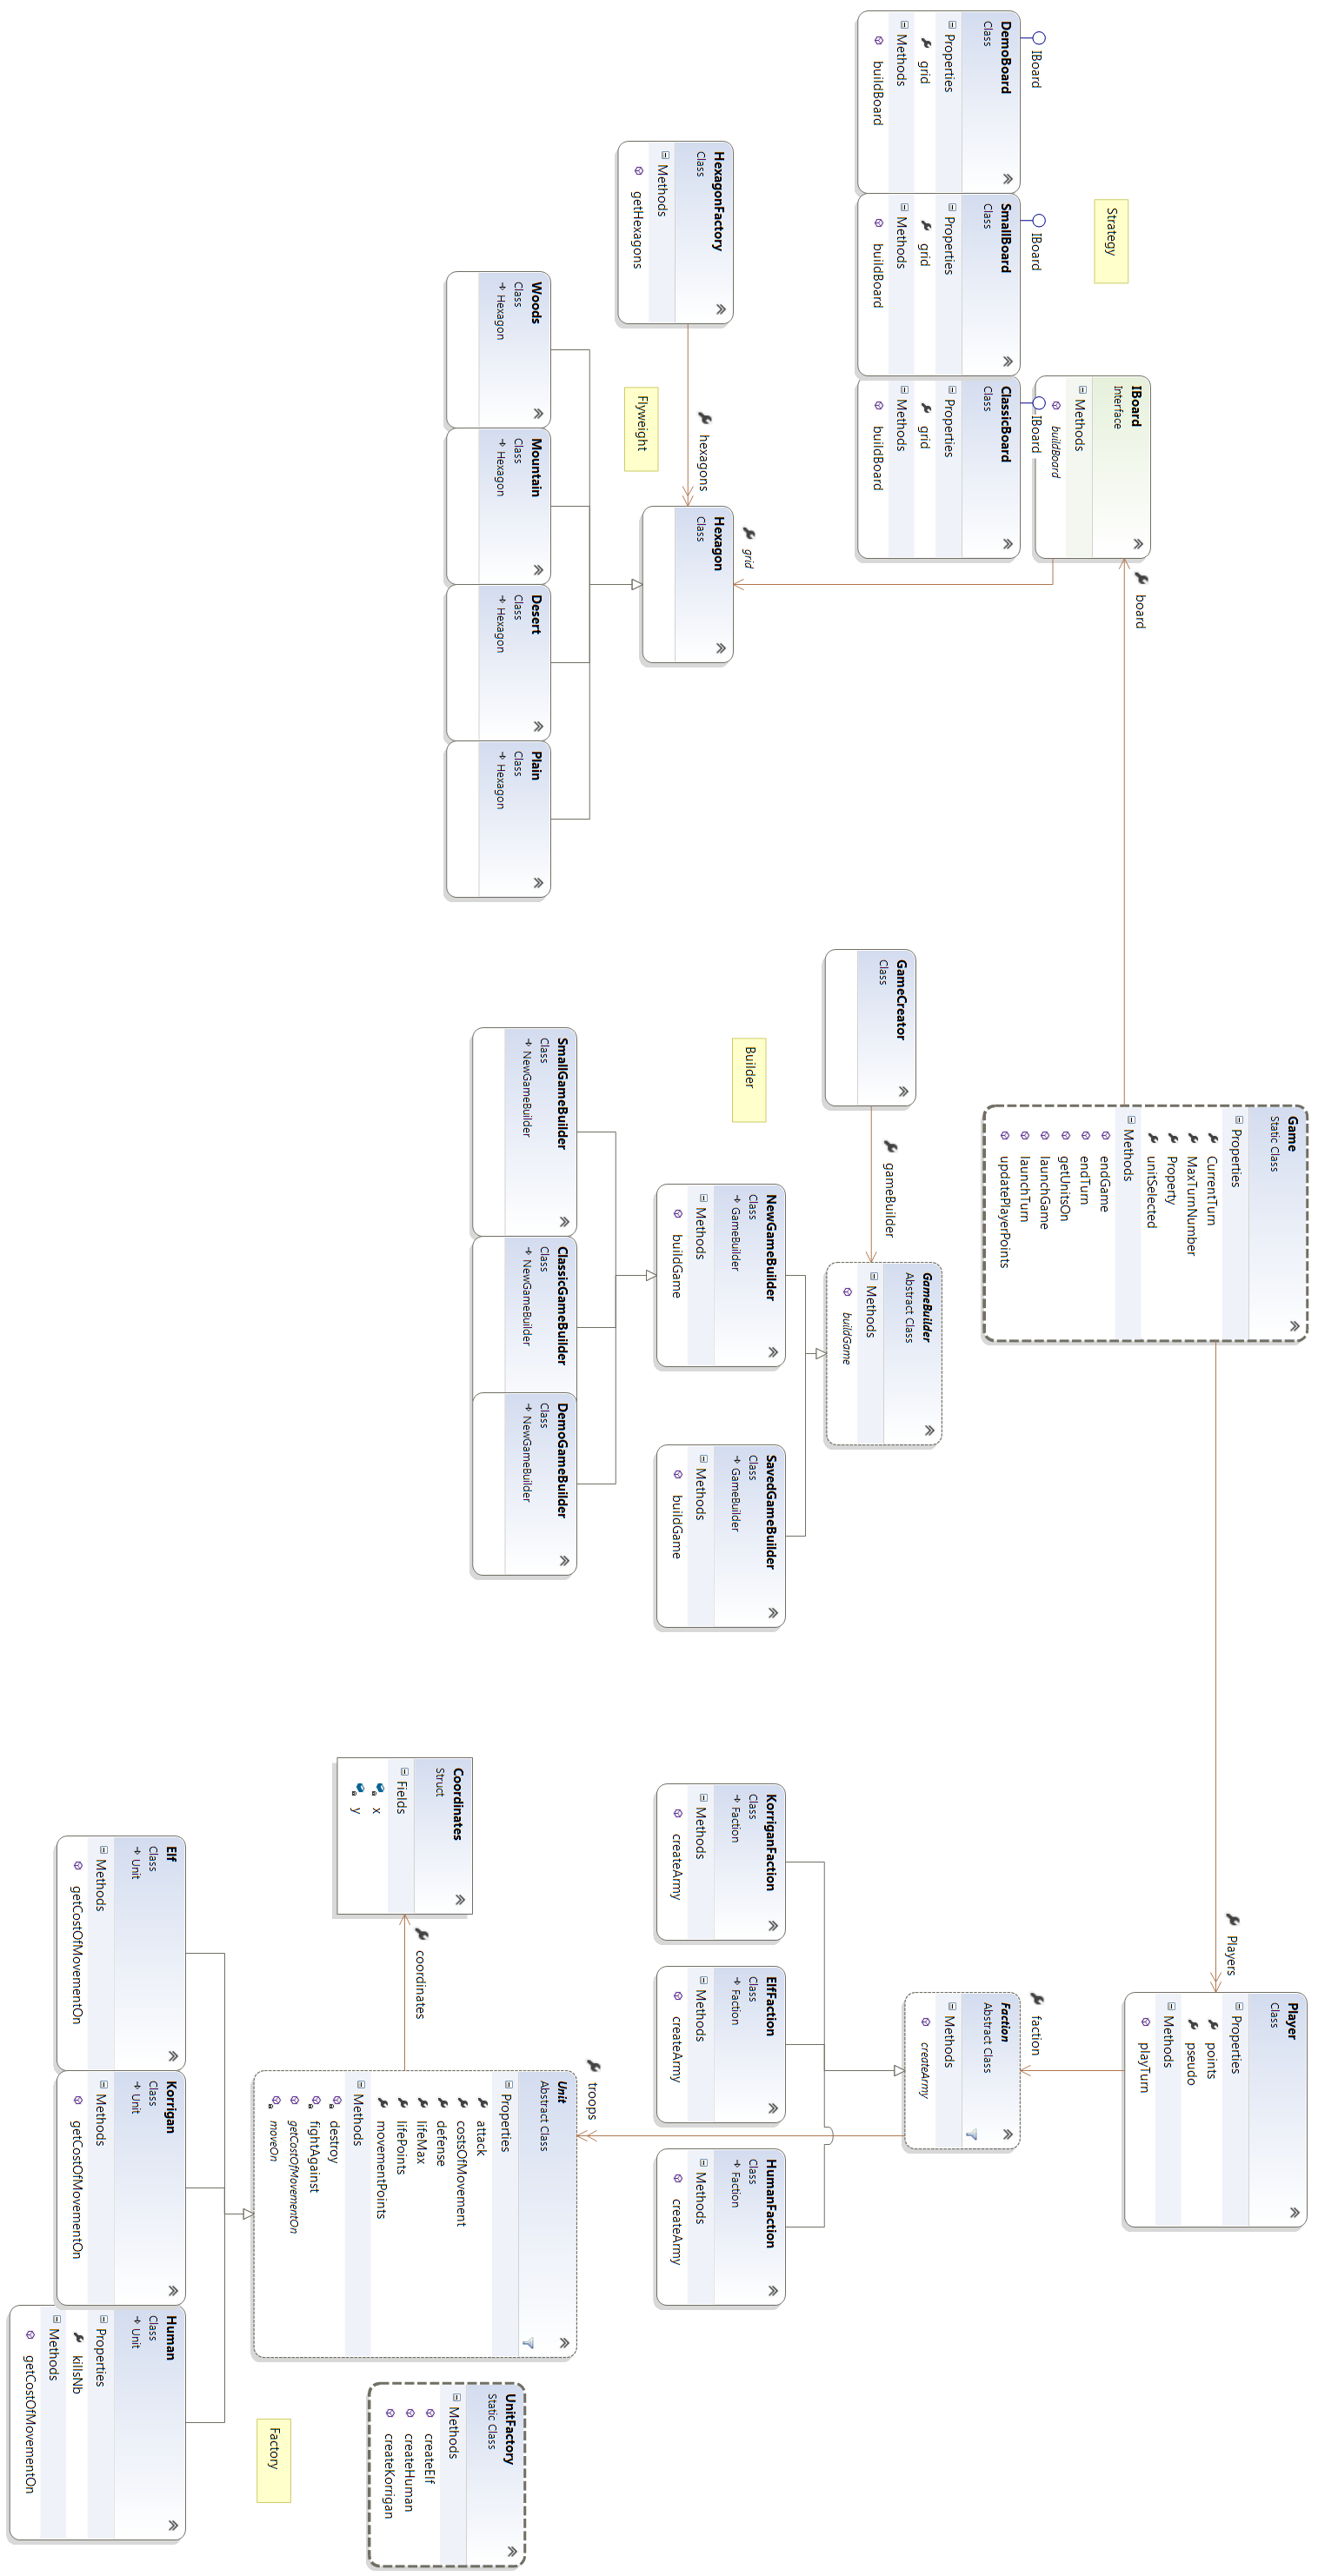 Game
Static Class
Properties
CurrentTurn
MaxTurnNumber
Property
unitSelected
Methods
endGame
endTurn
getUnitsOn
launchGame
launchTurn
updatePlayerPoints
board
Players
Player
Class
Properties
points
pseudo
Methods
playTurn
Strategy
IBoard
Interface
Methods
buildBoard
IBoard
DemoBoard
Class
Properties
grid
Methods
buildBoard
IBoard
SmallBoard
Class
Properties
grid
Methods
buildBoard
IBoard
ClassicBoard
Class
Properties
grid
Methods
buildBoard
faction
Faction
Abstract Class
Methods
createArmy
GameCreator
Class
gameBuilder
GameBuilder
Abstract Class
Methods
buildGame
Builder
NewGameBuilder
Class
GameBuilder
Methods
buildGame
SavedGameBuilder
Class
GameBuilder
Methods
buildGame
SmallGameBuilder
Class
NewGameBuilder
ClassicGameBuilder
Class
NewGameBuilder
DemoGameBuilder
Class
NewGameBuilder
KorriganFaction
Class
Faction
Methods
createArmy
ElfFaction
Class
Faction
Methods
createArmy
HumanFaction
Class
Faction
Methods
createArmy
HexagonFactory
Class
Methods
getHexagons
hexagons
Flyweight
grid
Hexagon
Class
Woods
Class
Hexagon
Mountain
Class
Hexagon
Desert
Class
Hexagon
Plain
Class
Hexagon
troops
Unit
Abstract Class
Properties
attack
costsOfMovement
defense
lifeMax
lifePoints
movementPoints
Methods
destroy
fightAgainst
getCostOfMovementOn
moveOn
Coordinates
Struct
Fields
x
y
coordinates
UnitFactory
Static Class
Methods
createElf
createHuman
createKorrigan
Factory
Elf
Class
Unit
Methods
getCostOfMovementOn
Korrigan
Class
Unit
Methods
getCostOfMovementOn
Human
Class
Unit
Properties
killsNb
Methods
getCostOfMovementOn